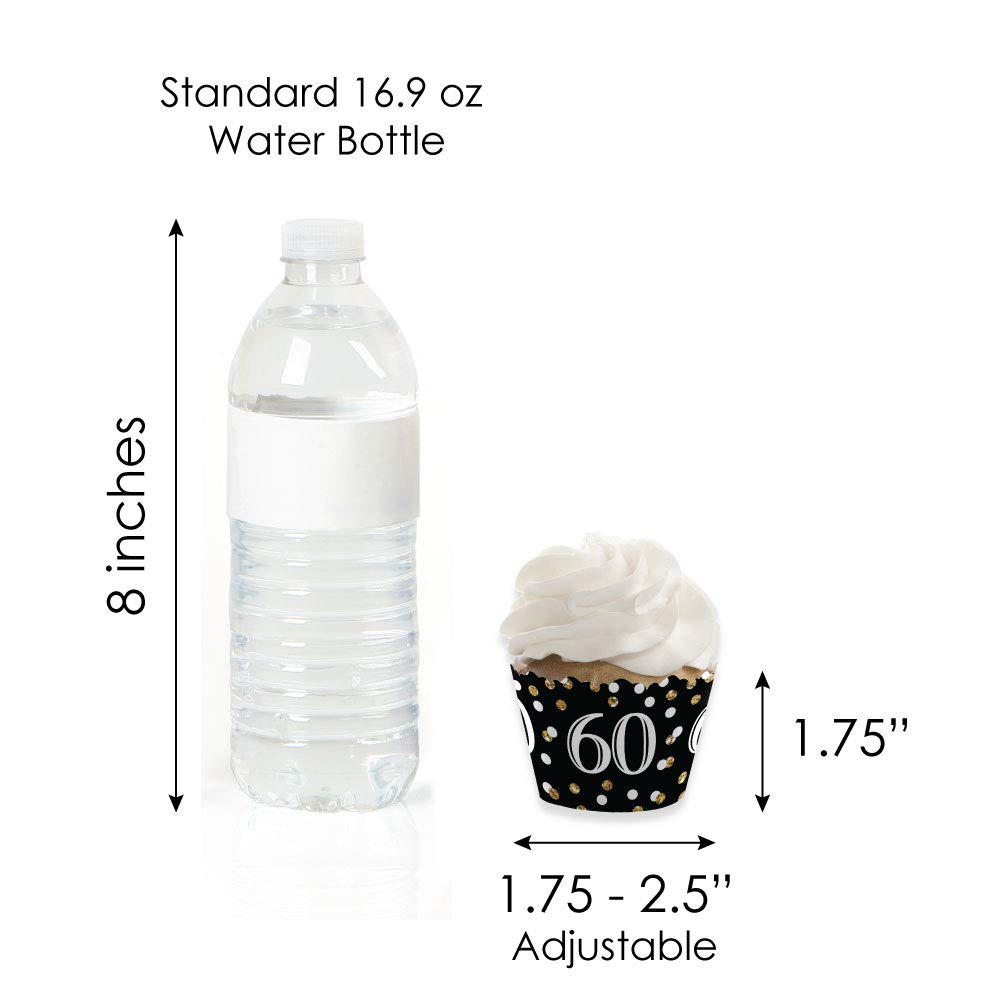 Standard 16.9 oz
Water Bottle
8 inches
60
1.75”
1.75 - 2.5”
Adjustable